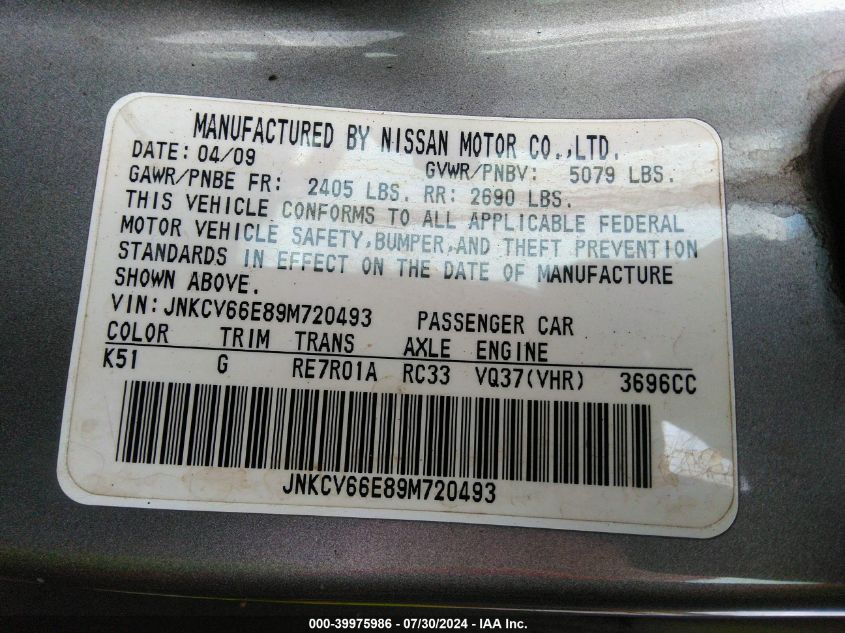 MANUFACTURED BY NISSAN MOTOR CO.,LTD.
DATE: 04/09 GVWR/PNBV: 5079 LBS.
GAWR/PNBE FR: 2405 LBS. RR: 2690 LBS.
THIS VEHICLE CONFORMS TO ALL APPLICABLE FEDERAL
MOTOR VEHICLE SAFETY,BUMPER,AND THEFT PREVENTION
STANDARDS IN EFFECT ON THE DATE OF MANUFACTURE
SHOWN ABOVE.
VIN:JNKCV66E89M720493 PASSENGER CAR
COLOR TRIM TRANS AXLE ENGINE
K51 G RE7R01A RC33 VQ37(VHR) 3696CC
JNKCV66E89M720493
000-39975986 / 07/30/2024 - IAA Inc.